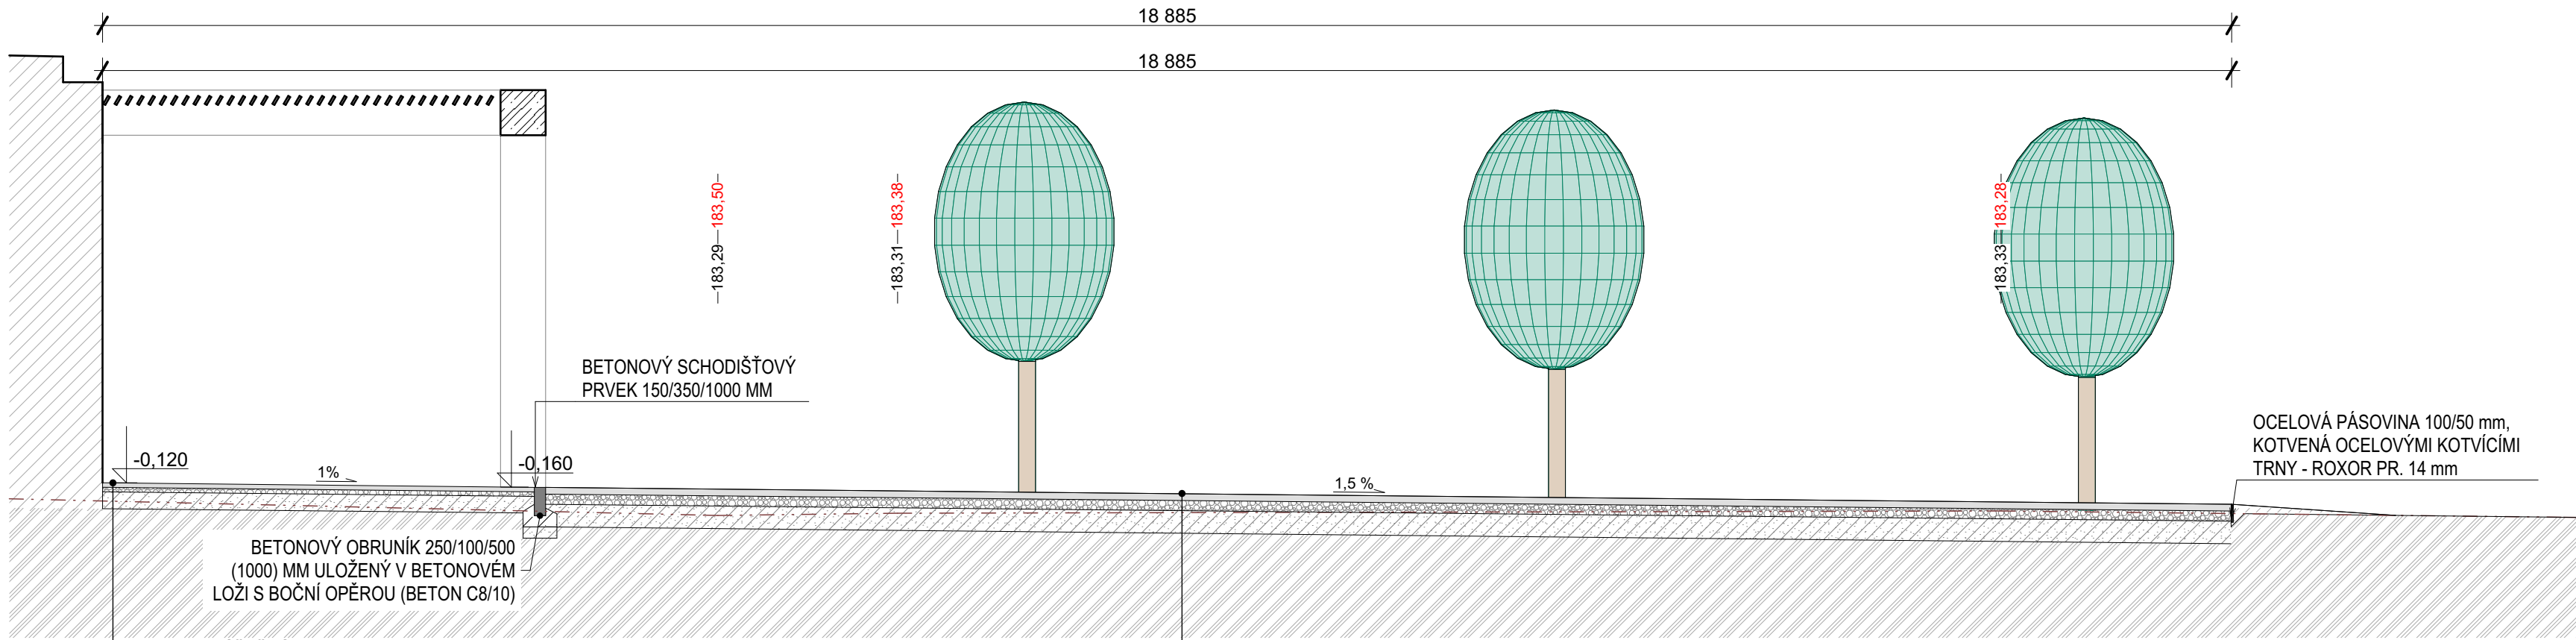 18 885
18 885
183,50
183,29
183,38
183,31
183,28
183,33
BETONOVÝ SCHODIŠŤOVÝ
PRVEK 150/350/1000 MM
OCELOVÁ PÁSOVINA 100/50 mm,
KOTVENÁ OCELOVÝMI KOTVÍCÍMI
TRNY - ROXOR PR. 14 mm
-0,120
1%
-0,160
1,5 %
BETONOVÝ OBRUNÍK 250/100/500
(1000) MM ULOŽENÝ V BETONOVÉM
LOŽI S BOČNÍ OPĚROU (BETON C8/10)